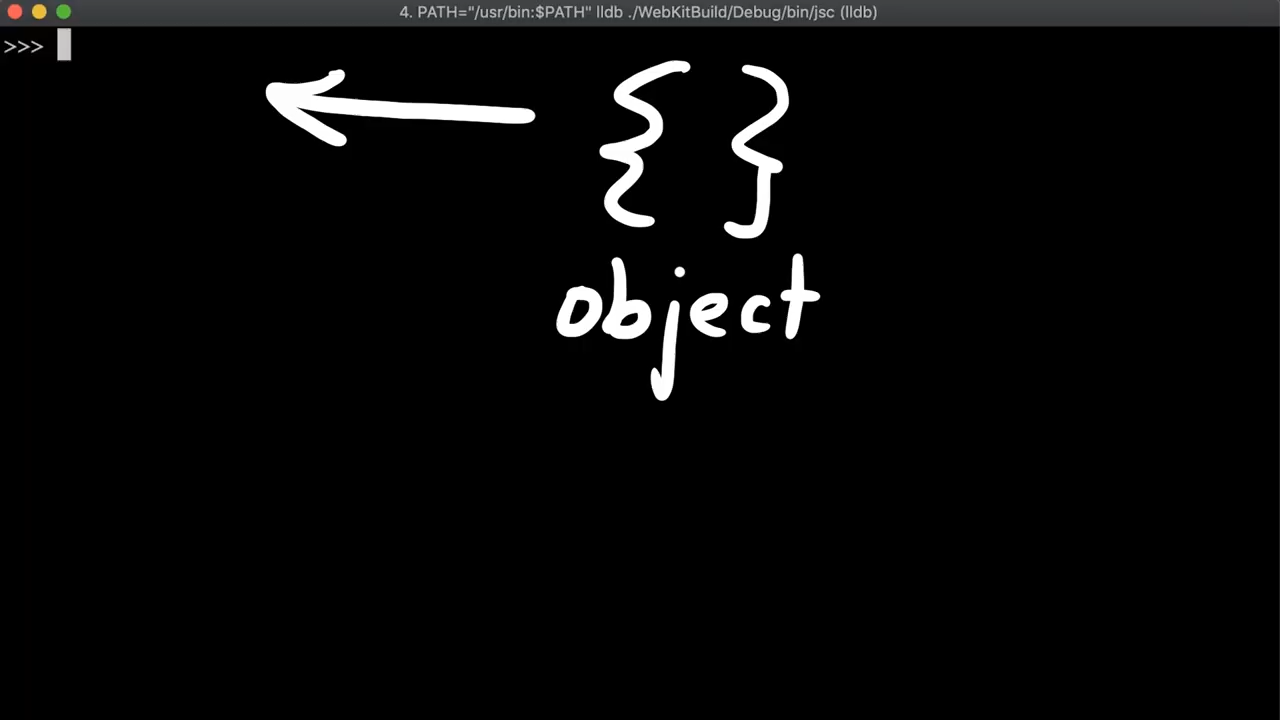 4. PATH="/usr/bin:$PATH" lldb ./WebKitBuild/Debug/bin/jsc (lldb)
>>>
{ }
object